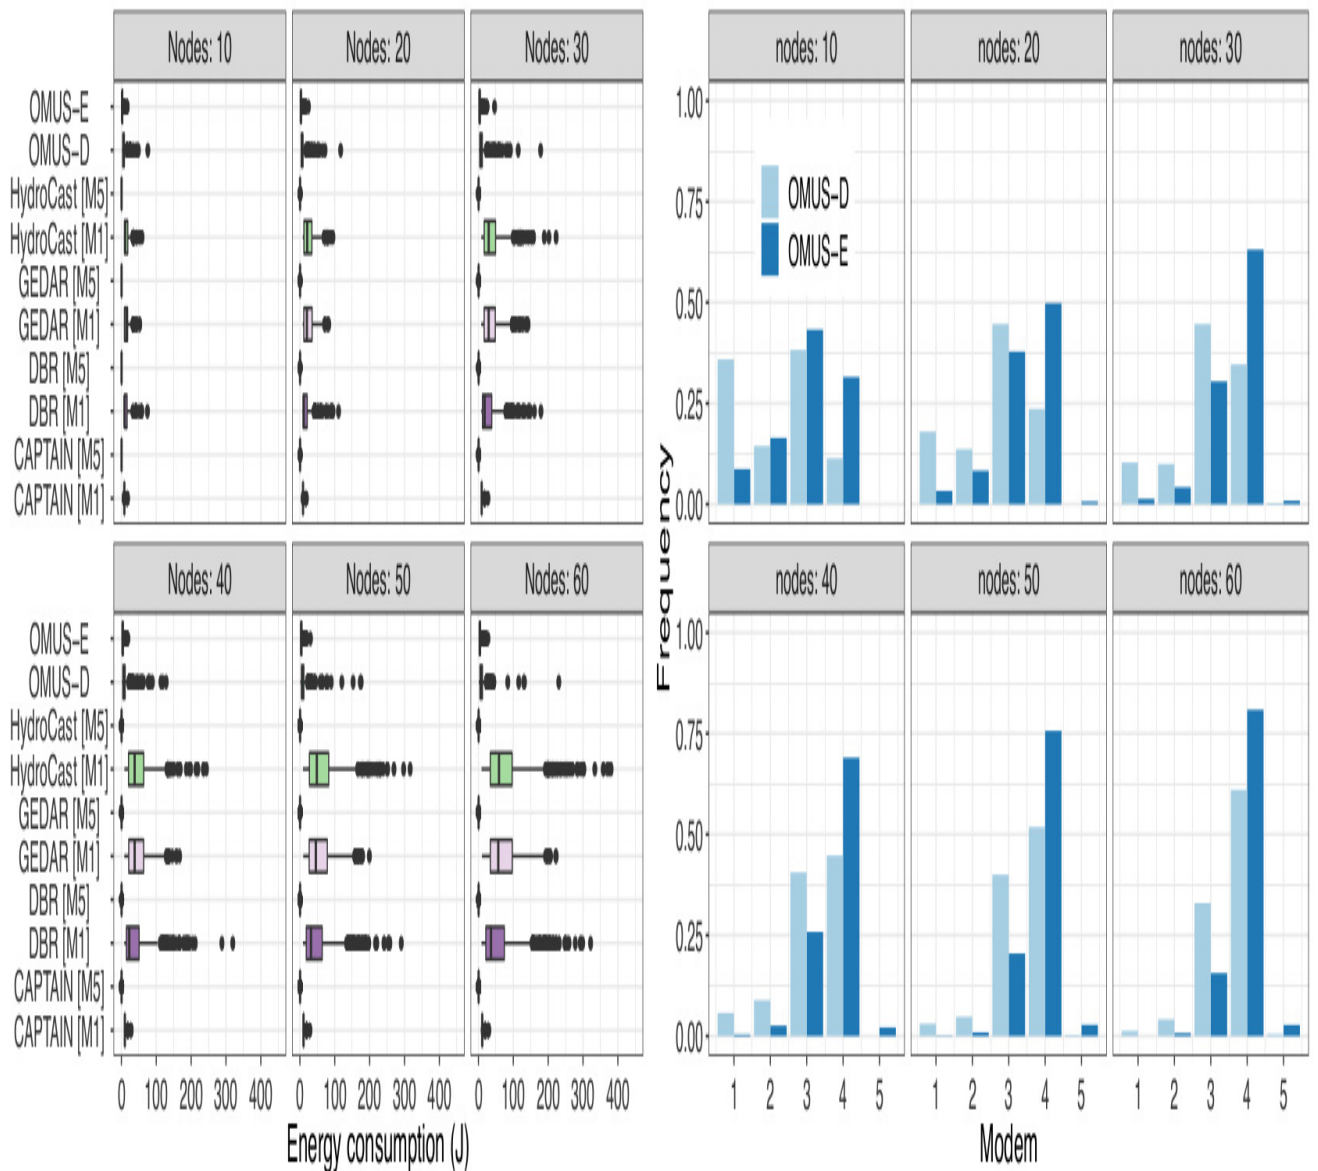 Nodes: 10
Nodes: 20
Nodes: 30
OMUS-E
OMUS-D
HydroCast [M5]
HydroCast [M1]
GEDAR [M5]
GEDAR [M1]
DBR [M5]
DBR [M1]
CAPTAIN [M5]
CAPTAIN [M1]
Nodes: 40
Nodes: 50
Nodes: 60
OMUS-E
OMUS-D
HydroCast [M5]
HydroCast [M1]
GEDAR [M5]
GEDAR [M1]
DBR [M5]
DBR [M1]
CAPTAIN [M5]
CAPTAIN [M1]
0 100 200 300 400
0 100 200 300 400
0 100 200 300 400
Energy consumption (J)
nodes: 10
nodes: 20
nodes: 30
1.00
0.75
0.50
0.25
0.00
OMUS-D
OMUS-E
Frequency
nodes: 40
nodes: 50
nodes: 60
1.00
0.75
0.50
0.25
0.00
1 2 3 4 5
1 2 3 4 5
1 2 3 4 5
Modem